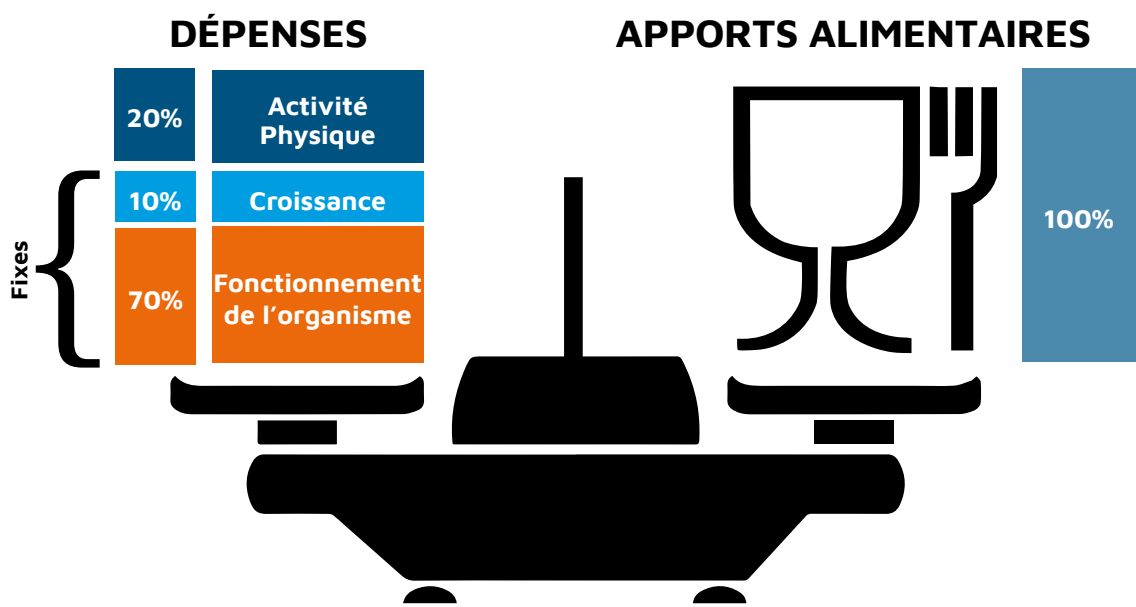 DÉPENSES
APPORTS ALIMENTAIRES
20%
Activité
Physique
10%
Croissance
Fixes
70%
Fonctionnement
de l'organisme
100%